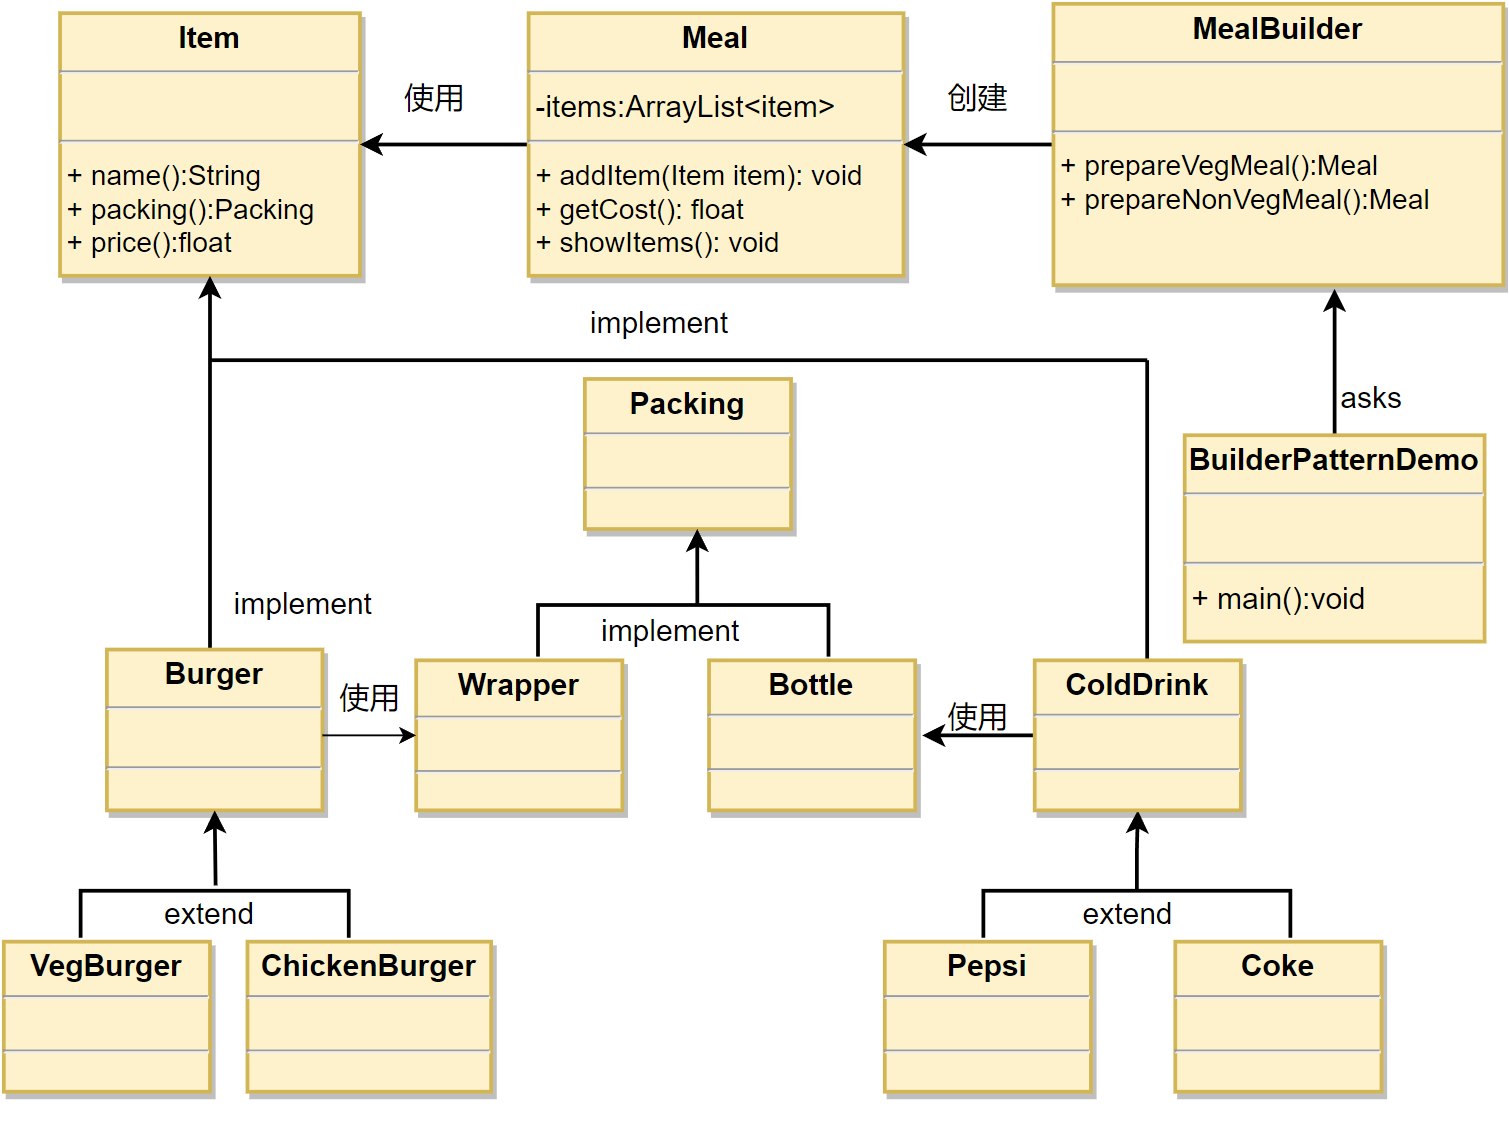 Item
+ name():String
+ packing():Packing
+ price():float
使用
Meal
-items:ArrayList<item>
+ addItem(Item item): void
+ getCost(): float
+ showItems(): void
创建
MealBuilder
+ prepareVegMeal():Meal
+ prepareNonVegMeal():Meal
implement
asks
Packing
BuilderPatternDemo
+ main():void
implement
implement
Burger
使用
Wrapper
Bottle
使用
ColdDrink
extend
extend
VegBurger
ChickenBurger
Pepsi
Coke